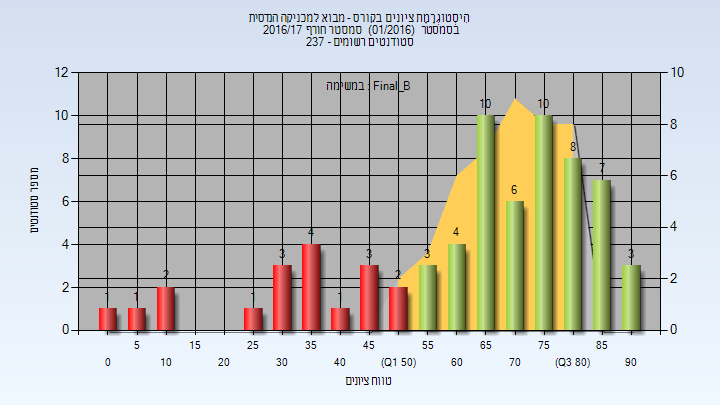 היסטוגרמת ציונים בקורס - מבוא למכניקה הנדסית
בסמסטר (01/2016) סמסטר חורף 2016/17
סטודנטים רשומים - 237
במשימה : Final_B
12 10
10 8
8 6
6 4
4 2
2 0
0
מספר סטודנטים
1 1 2 1 3 4 1 3 2 3 4 10 6 10 8 7 3
5 15 25 35 45 55 65 75 85
0 10 20 30 40 (Q1 50) 60 70 (Q3 80) 90
טווח ציונים